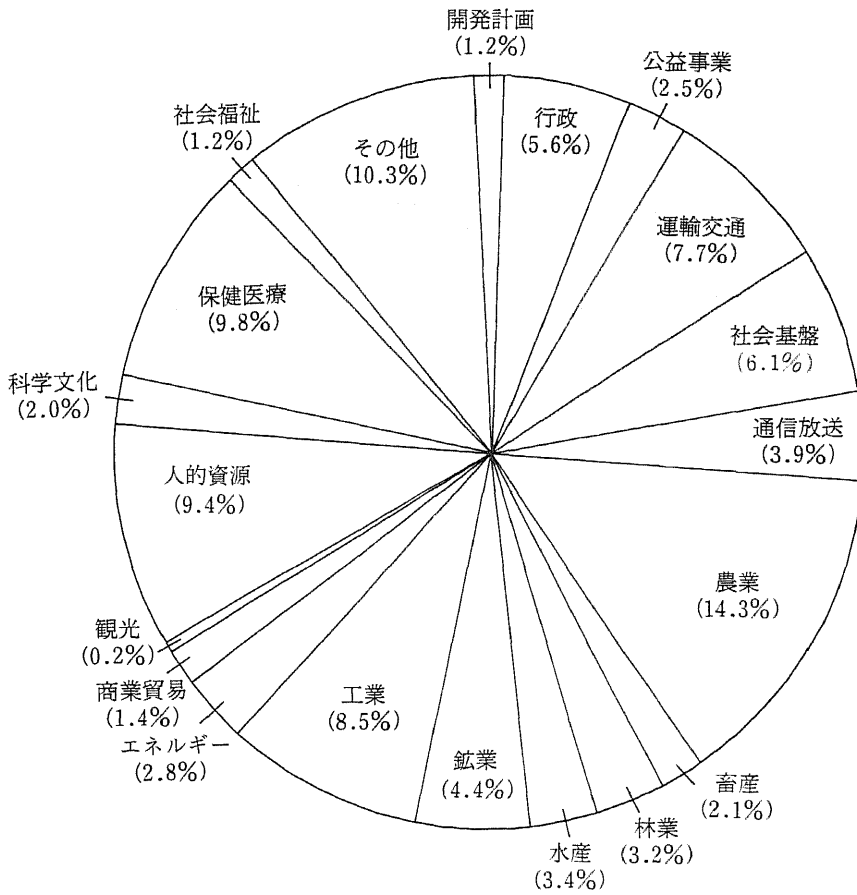 開発計画
(1.2%)
行政
(5.6%)
公益事業
(2.5%)
運輸交通
(7.7%)
社会基盤
(6.1%)
通信放送
(3.9%)
農業
(14.3%)
畜産
(2.1%)
林業
(3.2%)
水産
(3.4%)
鉱業
(4.4%)
工業
(8.5%)
エネルギー
(2.8%)
商業貿易
(1.4%)
観光
(0.2%)
人的資源
(9.4%)
科学文化
(2.0%)
保健医療
(9.8%)
社会福祉
(1.2%)
その他
(10.3%)